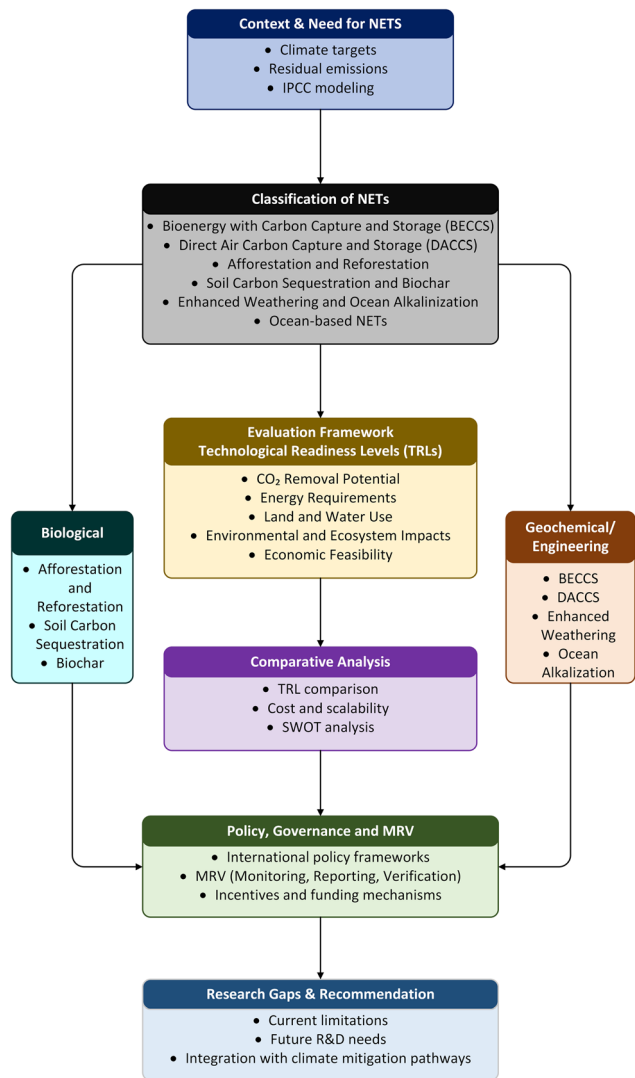 Context & Need for NETS
• Climate targets
• Residual emissions
• IPCC modeling
Classification of NETs
• Bioenergy with Carbon Capture and Storage (BECCS)
• Direct Air Carbon Capture and Storage (DACCS)
• Afforestation and Reforestation
• Soil Carbon Sequestration and Biochar
• Enhanced Weathering and Ocean Alkalinization
• Ocean-based NETs
Evaluation Framework
Technological Readiness Levels (TRLs)
• CO₂ Removal Potential
• Energy Requirements
• Land and Water Use
• Environmental and Ecosystem Impacts
• Economic Feasibility
Biological
• Afforestation
and
Reforestation
• Soil Carbon
Sequestration
• Biochar
Geochemical/
Engineering
• BECCS
• DACCS
• Enhanced
Weathering
• Ocean
Alkalization
Comparative Analysis
• TRL comparison
• Cost and scalability
• SWOT analysis
Policy, Governance and MRV
• International policy frameworks
• MRV (Monitoring, Reporting, Verification)
• Incentives and funding mechanisms
Research Gaps & Recommendation
• Current limitations
• Future R&D needs
• Integration with climate mitigation pathways